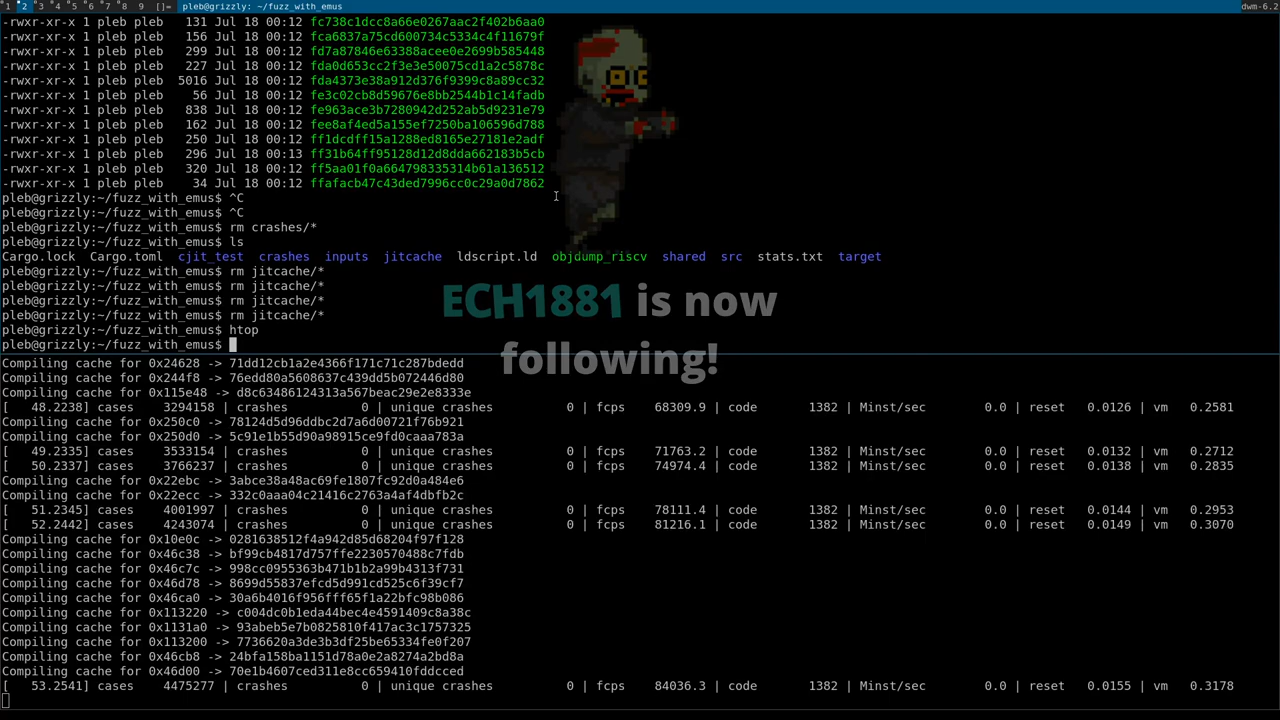 1 2 3 4 5 6 7 8 9 []= pleb@grizzly: ~/fuzz_with_emus dwm-6.2
-rwxr-xr-x 1 pleb pleb 131 Jul 18 00:12 fc738c1dcc8a66e0267aac2f402b6aa0
-rwxr-xr-x 1 pleb pleb 156 Jul 18 00:12 fca6837a75cd600734c5334c4f11679f
-rwxr-xr-x 1 pleb pleb 299 Jul 18 00:12 fd7a87846e63388acee0e2699b585448
-rwxr-xr-x 1 pleb pleb 227 Jul 18 00:12 fda0d653cc2f3e3e50075cd1a2c5878c
-rwxr-xr-x 1 pleb pleb 5016 Jul 18 00:12 fda4373e38a912d376f9399c8a89cc32
-rwxr-xr-x 1 pleb pleb 56 Jul 18 00:12 fe3c02cb8d59676e8bb2544b1c14fadb
-rwxr-xr-x 1 pleb pleb 838 Jul 18 00:12 fe963ace3b7280942d252ab5d9231e79
-rwxr-xr-x 1 pleb pleb 162 Jul 18 00:12 fee8af4ed5a155ef7250ba106596d788
-rwxr-xr-x 1 pleb pleb 250 Jul 18 00:12 ff1dcdff15a1288ed8165e27181e2adf
-rwxr-xr-x 1 pleb pleb 296 Jul 18 00:13 ff31b64ff95128d12d8dda662183b5cb
-rwxr-xr-x 1 pleb pleb 320 Jul 18 00:12 ff5aa01f0a664798335314b61a136512
-rwxr-xr-x 1 pleb pleb 34 Jul 18 00:12 ffafacb47c43ded7996cc0c29a0d7862
pleb@grizzly:~/fuzz_with_emus$ ^C
pleb@grizzly:~/fuzz_with_emus$ ^C
pleb@grizzly:~/fuzz_with_emus$ rm crashes/*
pleb@grizzly:~/fuzz_with_emus$ ls
Cargo.lock Cargo.toml cjit_test crashes inputs jitcache ldscript.ld objdump_riscv shared src stats.txt target
pleb@grizzly:~/fuzz_with_emus$ rm jitcache/*
pleb@grizzly:~/fuzz_with_emus$ rm jitcache/*
pleb@grizzly:~/fuzz_with_emus$ rm jitcache/*
pleb@grizzly:~/fuzz_with_emus$ rm jitcache/*
pleb@grizzly:~/fuzz_with_emus$ htop
pleb@grizzly:~/fuzz_with_emus$
ECH1881 is now
following!
Compiling cache for 0x24628 -> 71dd12cb1a2e4366f171c71c287bdedd
Compiling cache for 0x244f8 -> 76edd80a5608637c439dd5b072446d80
Compiling cache for 0x115e48 -> d8c63486124313a567beac29e2e8333e
[ 48.2238] cases 3294158 | crashes 0 | unique crashes 0 | fcps 68309.9 | code 1382 | Minst/sec 0.0 | reset 0.0126 | vm 0.2581
Compiling cache for 0x250c0 -> 78124d5d96ddbc2d7a6d00721f76b921
Compiling cache for 0x250d0 -> 5c91e1b55d90a98915ce9fd0caaa783a
[ 49.2335] cases 3533154 | crashes 0 | unique crashes 0 | fcps 71763.2 | code 1382 | Minst/sec 0.0 | reset 0.0132 | vm 0.2712
[ 50.2337] cases 3766237 | crashes 0 | unique crashes 0 | fcps 74974.4 | code 1382 | Minst/sec 0.0 | reset 0.0138 | vm 0.2835
Compiling cache for 0x22ebc -> 3abce38a48ac69fe1807fc92d0a484e6
Compiling cache for 0x22ecc -> 332c0aaa04c21416c2763a4af4dbfb2c
[ 51.2345] cases 4001997 | crashes 0 | unique crashes 0 | fcps 78111.4 | code 1382 | Minst/sec 0.0 | reset 0.0144 | vm 0.2953
[ 52.2442] cases 4243074 | crashes 0 | unique crashes 0 | fcps 81216.1 | code 1382 | Minst/sec 0.0 | reset 0.0149 | vm 0.3070
Compiling cache for 0x10e0c -> 0281638512f4a942d85d68204f97f128
Compiling cache for 0x46c38 -> bf99cb4817d757ffe2230570488c7fdb
Compiling cache for 0x46c7c -> 998cc0955363b471b1b2a99b4313f731
Compiling cache for 0x46d78 -> 8699d55837efcd5d991cd525c6f39cf7
Compiling cache for 0x46ca0 -> 30a6b4016f956fff65f1a22bfc98b086
Compiling cache for 0x113220 -> c004dc0b1eda44bec4e4591409c8a38c
Compiling cache for 0x1131a0 -> 93abeb5e7b0825810f417ac3c1757325
Compiling cache for 0x113200 -> 7736620a3de3b3df25be65334fe0f207
Compiling cache for 0x46cb8 -> 24bfa158ba1151d78a0e2a8274a2bd8a
Compiling cache for 0x46d00 -> 70e1b4607ced311e8cc659410fddcced
[ 53.2541] cases 4475277 | crashes 0 | unique crashes 0 | fcps 84036.3 | code 1382 | Minst/sec 0.0 | reset 0.0155 | vm 0.3178